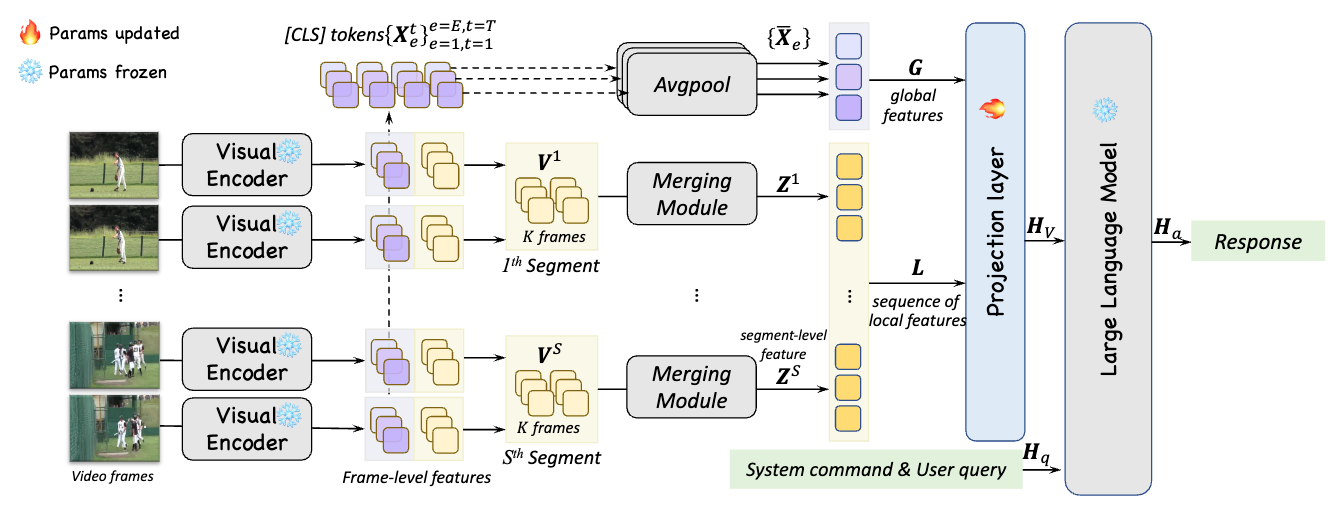 Params updated
Params frozen
[CLS] tokens{X_e^t}_{e=1,t=1}^{e=E,t=T}
Avgpool
{X̄_e}
G
global
features
Visual
Encoder
Visual
Encoder
V^1
K frames
1^th Segment
Merging
Module
Z^1
...
...
...
L
sequence of
local features
Visual
Encoder
Visual
Encoder
V^S
K frames
S^th Segment
Merging
Module
segment-level
feature
Z^S
Video frames
Frame-level features
System command & User query
Projection layer
H_V
H_q
Large Language Model
H_a
Response